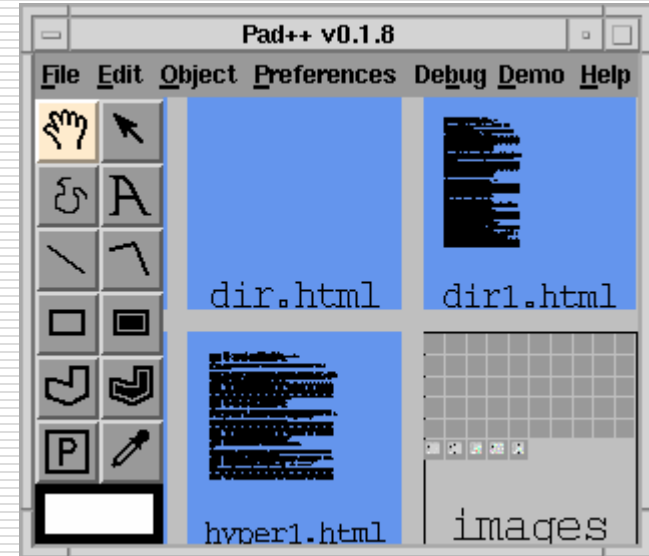 Pad++ v0.1.8
File Edit Object Preferences Debug Demo Help
A
dir.html dir1.html
P
hyper1.html images